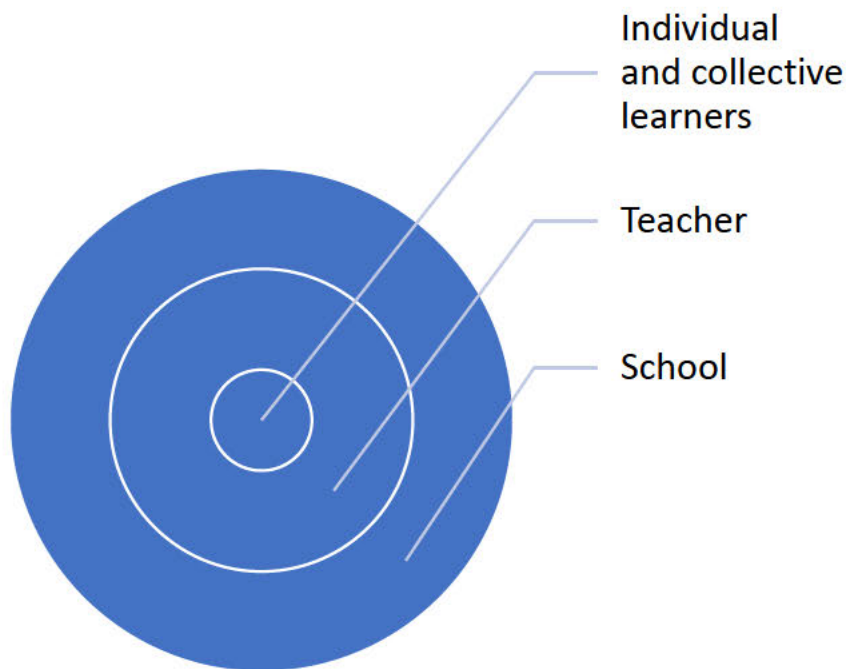 Individual
and collective
learners
Teacher
School